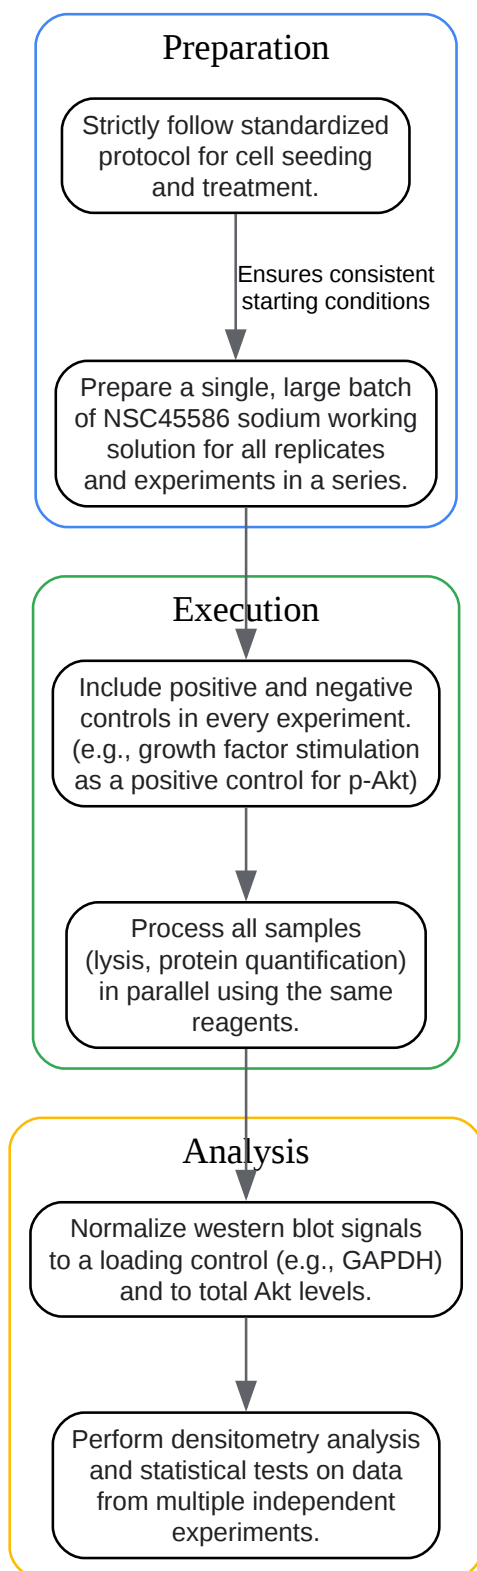 Preparation
Strictly follow standardized
protocol for cell seeding
and treatment.
Ensures consistent
starting conditions
Prepare a single, large batch
of NSC45586 sodium working
solution for all replicates
and experiments in a series.
Execution
Include positive and negative
controls in every experiment.
(e.g., growth factor stimulation
as a positive control for p-Akt)
Process all samples
(lysis, protein quantification)
in parallel using the same
reagents.
Analysis
Normalize western blot signals
to a loading control (e.g., GAPDH)
and to total Akt levels.
Perform densitometry analysis
and statistical tests on data
from multiple independent
experiments.